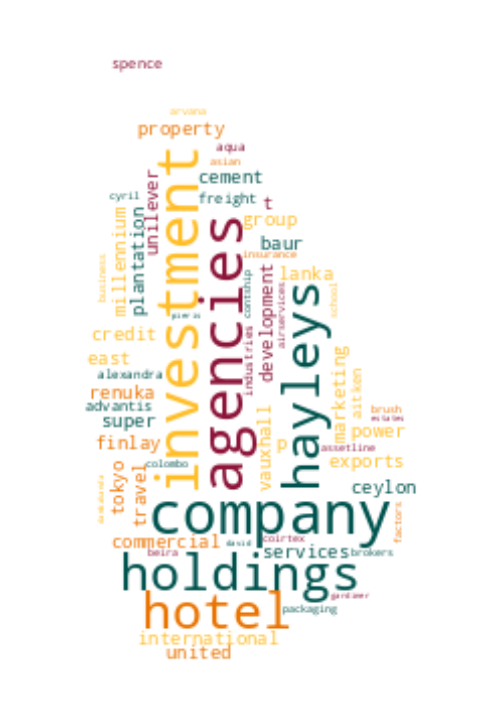 spence
arvana
property
aqua
asian
cement
unilever
cyril
freight
t
investment
agencies
millennium
plantation
group
baur
insurance
business
lanka
development
contship
airservices
school
hayleys
pieris
industries
credit
east
alexandra
renuka
advantis
super
finlay
marketing
aitken
brush
estates
power
vauxhall
p
assetline
exports
colombo
tokyo
travel
ceylon
company
factors
commercial
david
coirtex
beira
services
brokers
holdings
hotel
gardiner
packaging
international
united